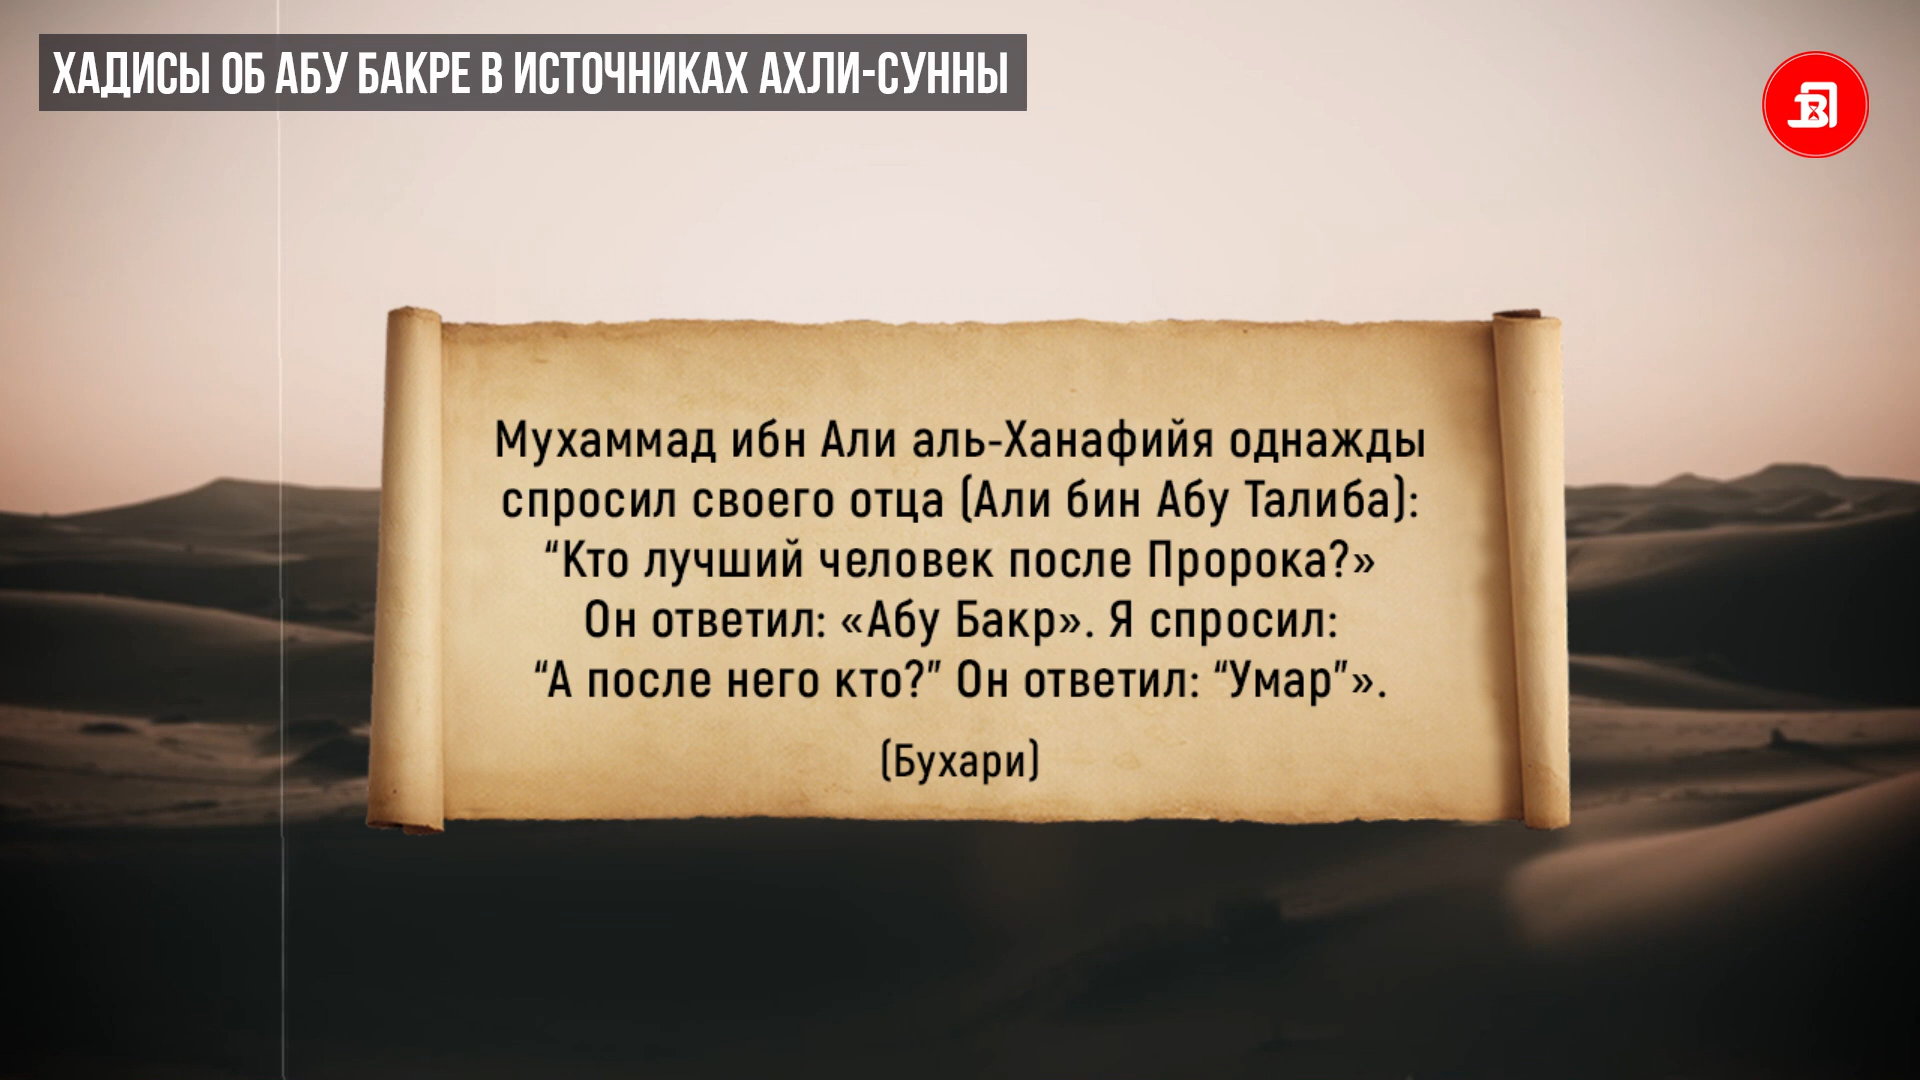 ХАДИСЫ ОБ АБУ БАКРЕ В ИСТОЧНИКАХ АХЛИ-СУННЫ
Мухаммад ибн Али аль-Ханафийя однажды
спросил своего отца (Али бин Абу Талиба):
“Кто лучший человек после Пророка?»
Он ответил: «Абу Бакр». Я спросил:
“А после него кто?” Он ответил: “Умар”».
(Бухари)